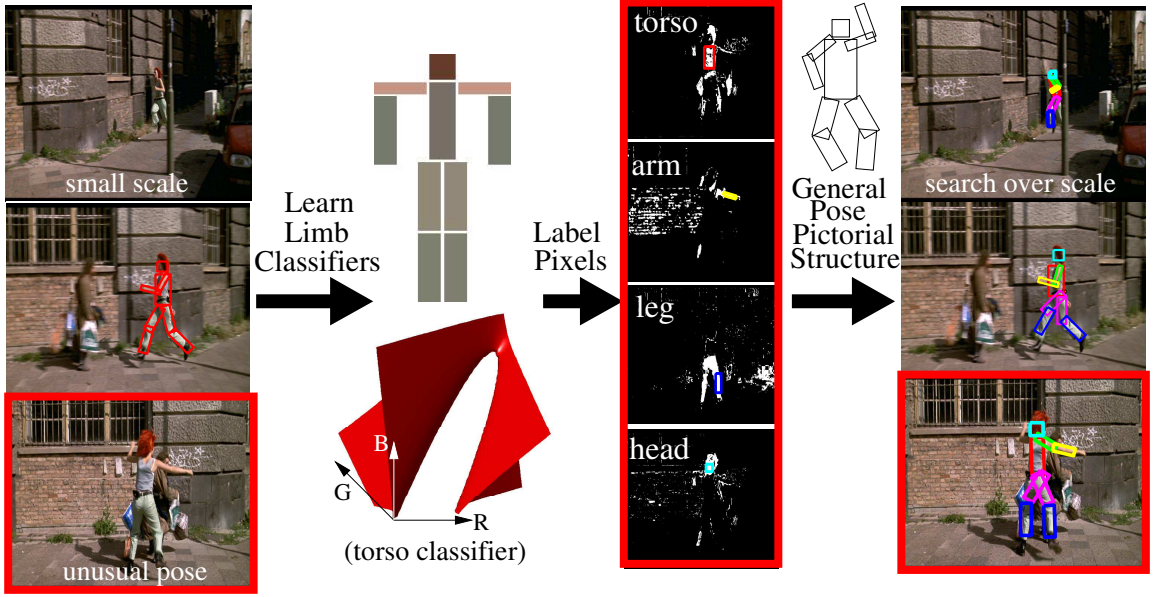 small scale
unusual pose
Learn
Limb
Classifiers
B
G
R
(torso classifier)
Label
Pixels
torso
arm
leg
head
General
Pose
Pictorial
Structure
search over scale